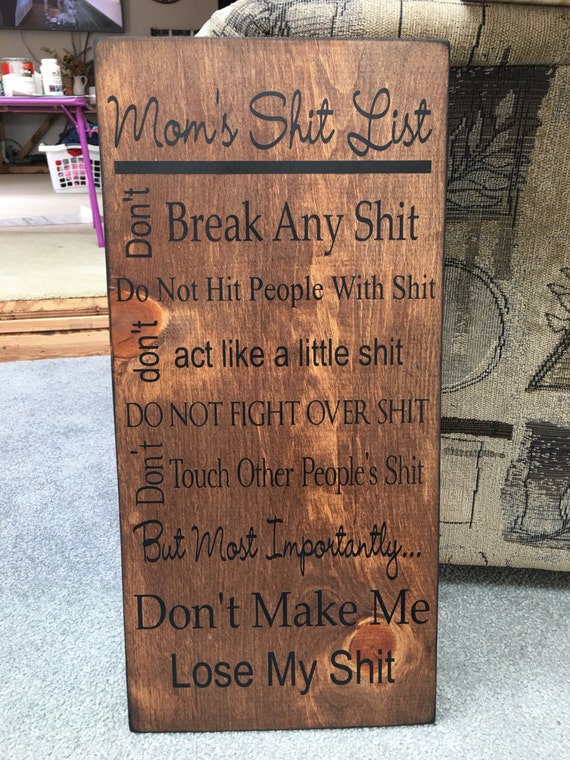 Mom's Shit List
Don't Break Any Shit
Do Not Hit People With Shit
don't act like a little shit
DO NOT FIGHT OVER SHIT
Don't Touch Other People's Shit
But Most Importantly...
Don't Make Me
Lose My Shit